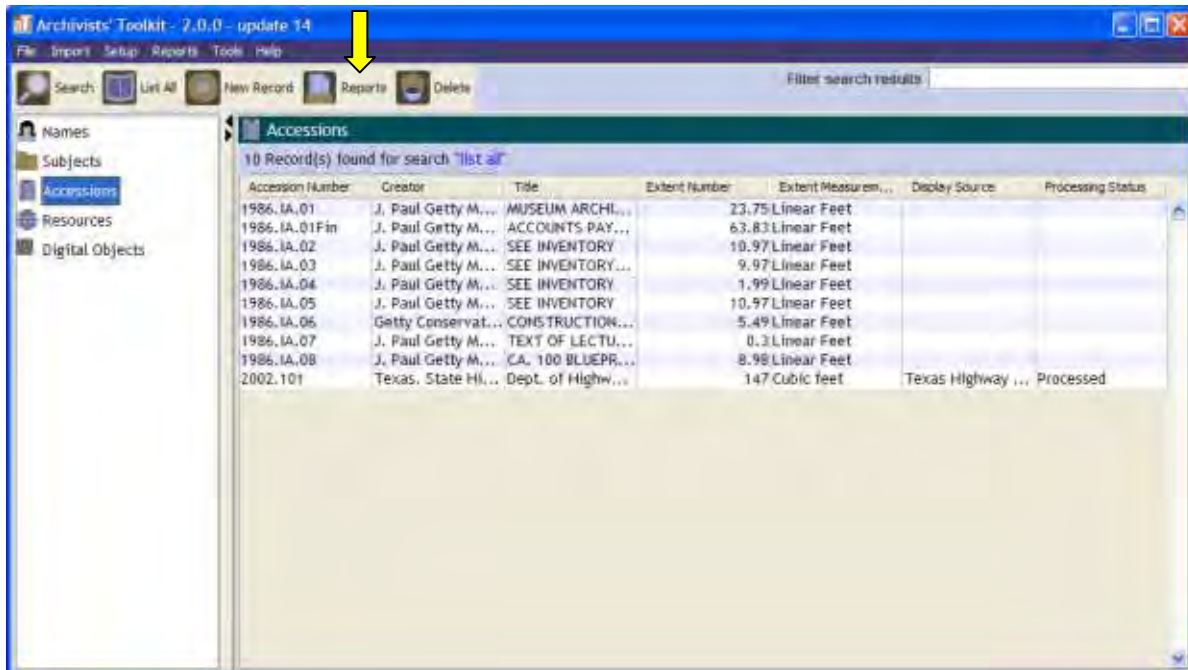 Archivists' Toolkit - 2.0.0 - update 14
File Import Setup Reports Tools Help
Search List All New Record Reports Delete Filter search results
Names
Subjects
Accessions
Resources
Digital Objects
Accessions
10 Record(s) found for search "list all"
Accession Number Creator Title Extent Number Extent Measurem... Display Source Processing Status
1986.IA.01 J. Paul Getty M... MUSEUM ARCHI... 23.75 Linear Feet
1986.IA.01Fin J. Paul Getty M... ACCOUNTS PAY... 63.83 Linear Feet
1986.IA.02 J. Paul Getty M... SEE INVENTORY 10.97 Linear Feet
1986.IA.03 J. Paul Getty M... SEE INVENTORY... 9.97 Linear Feet
1986.IA.04 J. Paul Getty M... SEE INVENTORY 1.99 Linear Feet
1986.IA.05 J. Paul Getty M... SEE INVENTORY 10.97 Linear Feet
1986.IA.06 Getty Conservat... CONSTRUCTION... 5.49 Linear Feet
1986.IA.07 J. Paul Getty M... TEXT OF LECTU... 0.3 Linear Feet
1986.IA.08 J. Paul Getty M... CA. 100 BLUEPR... 8.98 Linear Feet
2002.101 Texas. State Hi... Dept. of Highw... 147 Cubic feet Texas Highway ... Processed